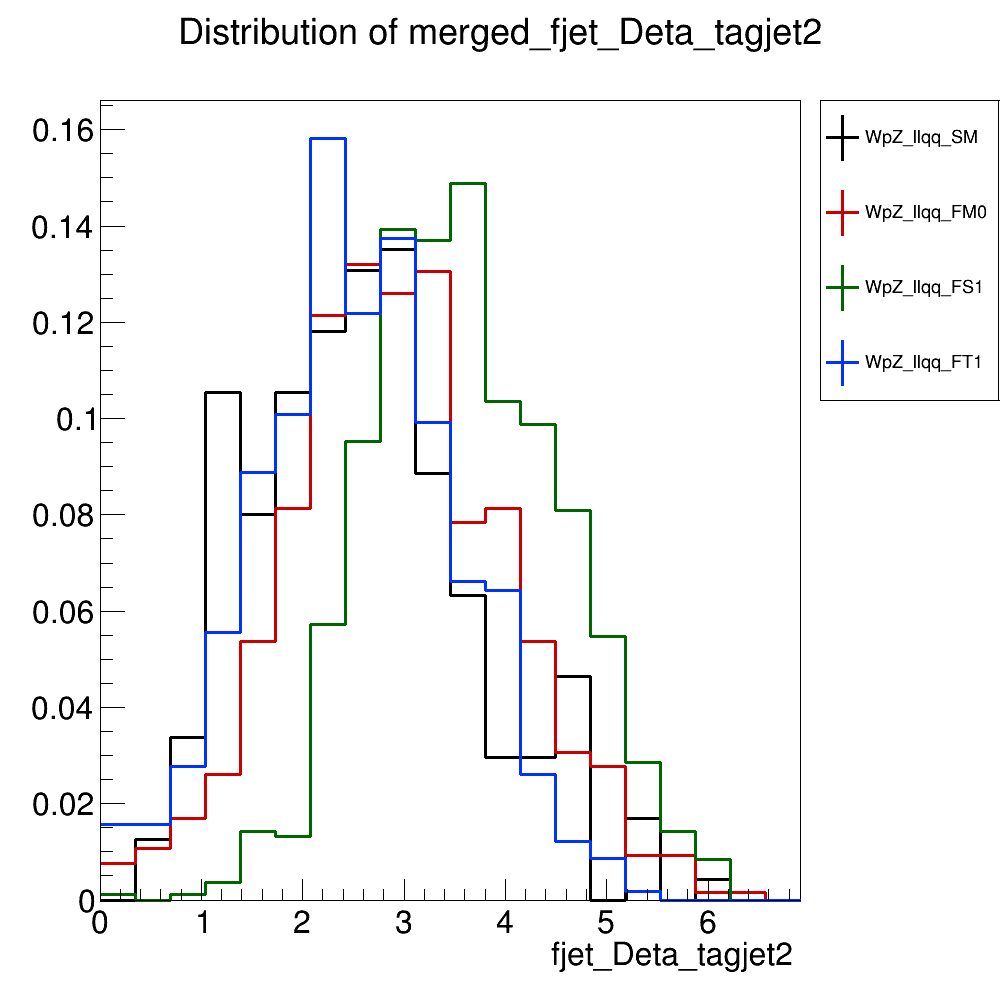 Distribution of merged_fjet_Deta_tagjet2
WpZ_llqq_SM
WpZ_llqq_FM0
WpZ_llqq_FS1
WpZ_llqq_FT1
0.16
0.14
0.12
0.1
0.08
0.06
0.04
0.02
0
0 1 2 3 4 5 6
fjet_Deta_tagjet2